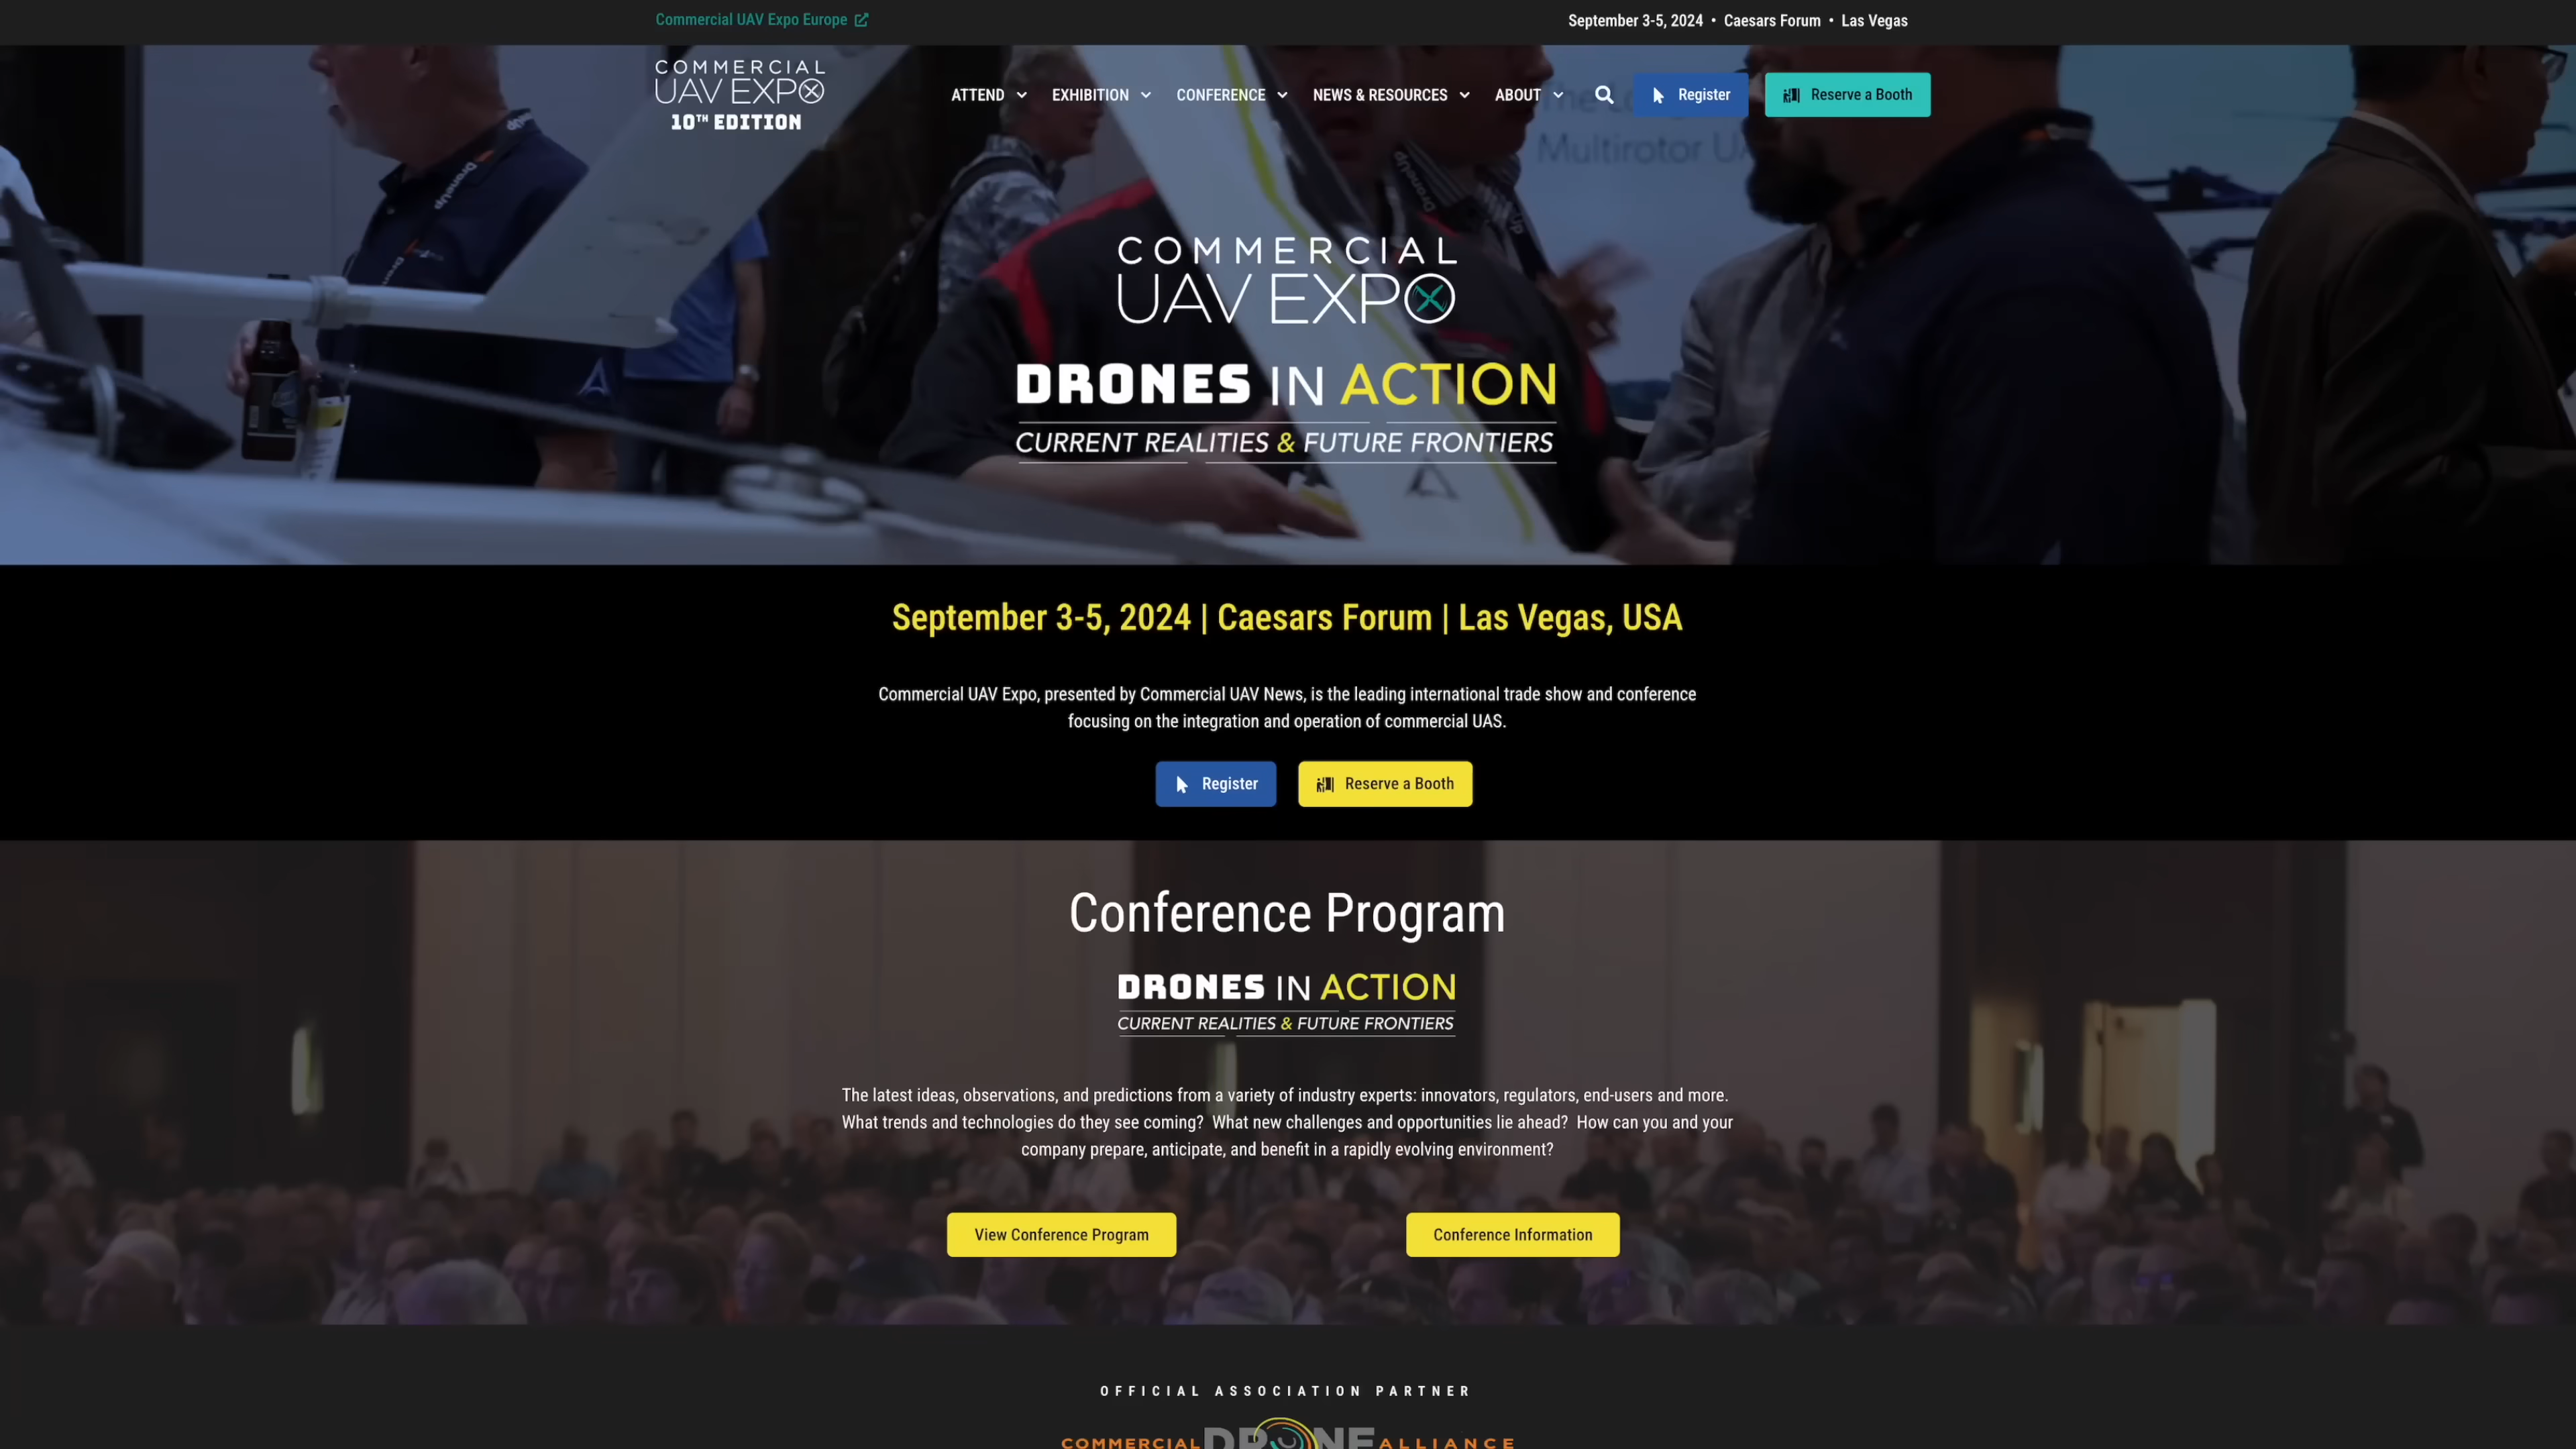 Commercial UAV Expo Europe
September 3-5, 2024 • Caesars Forum • Las Vegas
COMMERCIAL
UAV EXPO
10TH EDITION
ATTEND
EXHIBITION
CONFERENCE
NEWS & RESOURCES
ABOUT
Register
Reserve a Booth
Multirotor
DroneUp
COMMERCIAL
UAV EXPO
DRONES IN ACTION
CURRENT REALITIES & FUTURE FRONTIERS
September 3-5, 2024 | Caesars Forum | Las Vegas, USA
Commercial UAV Expo, presented by Commercial UAV News, is the leading international trade show and conference
focusing on the integration and operation of commercial UAS.
Register
Reserve a Booth
Conference Program
DRONES IN ACTION
CURRENT REALITIES & FUTURE FRONTIERS
The latest ideas, observations, and predictions from a variety of industry experts: innovators, regulators, end-users and more.
What trends and technologies do they see coming?  What new challenges and opportunities lie ahead?  How can you and your
company prepare, anticipate, and benefit in a rapidly evolving environment?
View Conference Program
Conference Information
OFFICIAL ASSOCIATION PARTNER
COMMERCIAL DRONE ALLIANCE